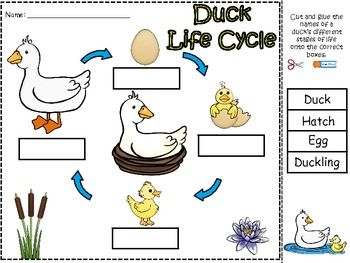 Name:
Duck
Life Cycle
Cut and glue the
names of a
duck's different
stages of life
onto the correct
boxes.
Duck
Hatch
Egg
Duckling